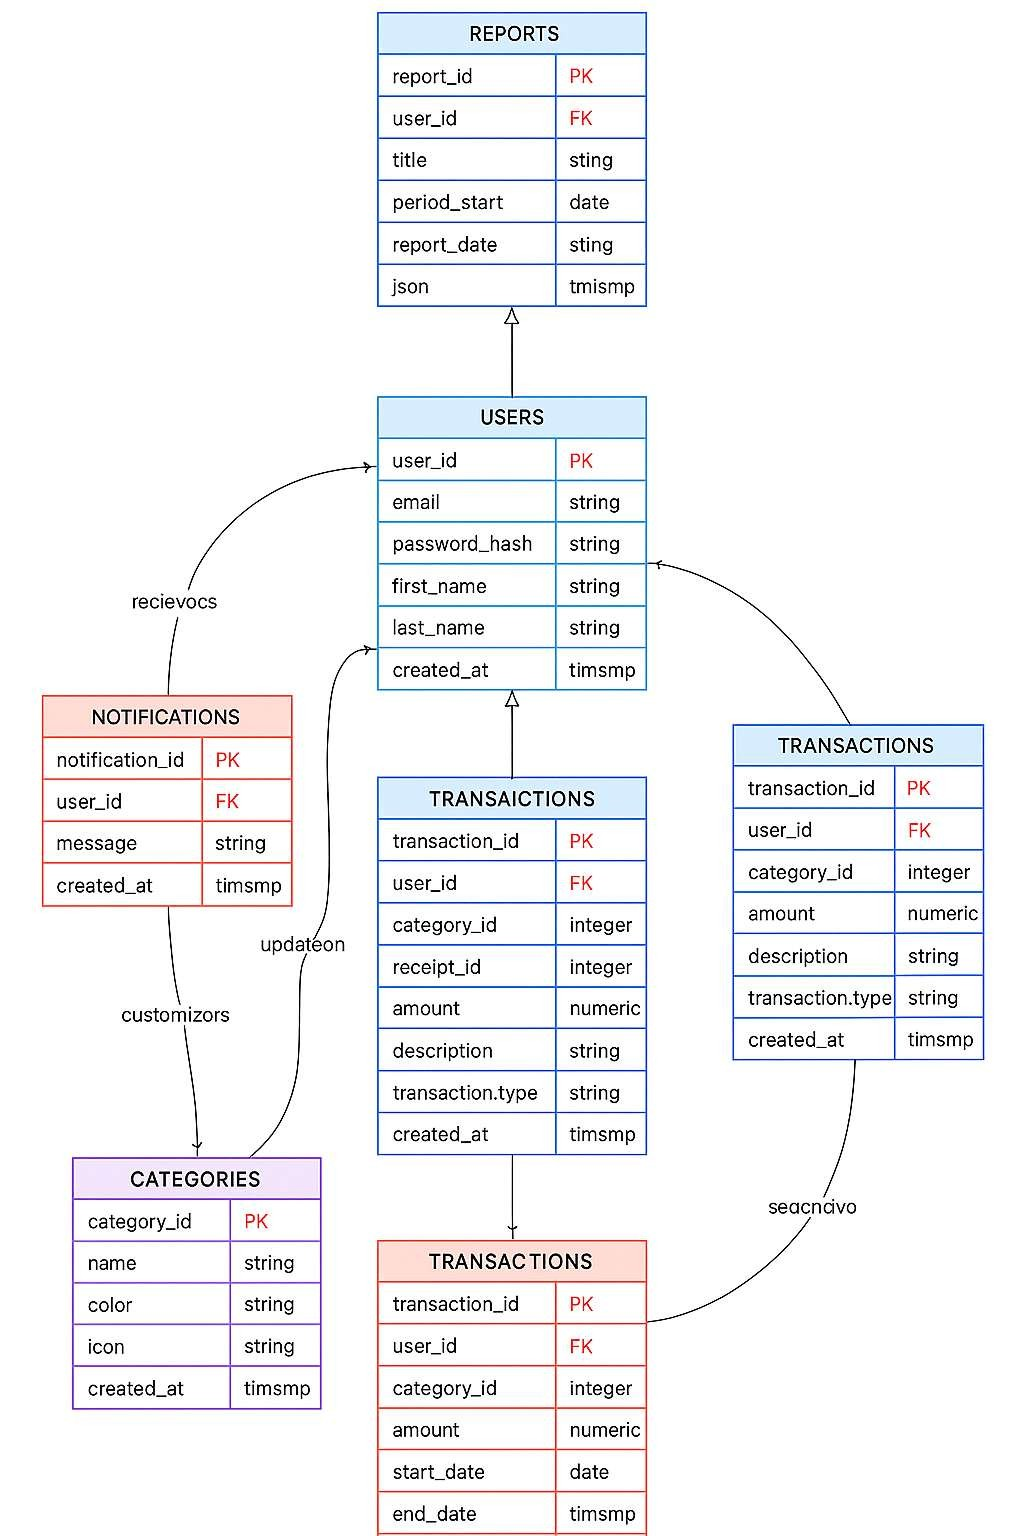 REPORTS
report_id PK
user_id FK
title sting
period_start date
report_date sting
json tmismp
USERS
user_id PK
email string
password_hash string
first_name string
last_name string
created_at timsmp
recievocs
NOTIFICATIONS
notification_id PK
user_id FK
message string
created_at timsmp
updateon
customizors
CATEGORIES
category_id PK
name string
color string
icon string
created_at timsmp
TRANSAICTIONS
transaction_id PK
user_id FK
category_id integer
receipt_id integer
amount numeric
description string
transaction.type string
created_at timsmp
TRANSACTIONS
transaction_id PK
user_id FK
category_id integer
amount numeric
description string
transaction.type string
created_at timsmp
TRANSACTIONS
transaction_id PK
user_id FK
category_id integer
amount numeric
start_date date
end_date timsmp